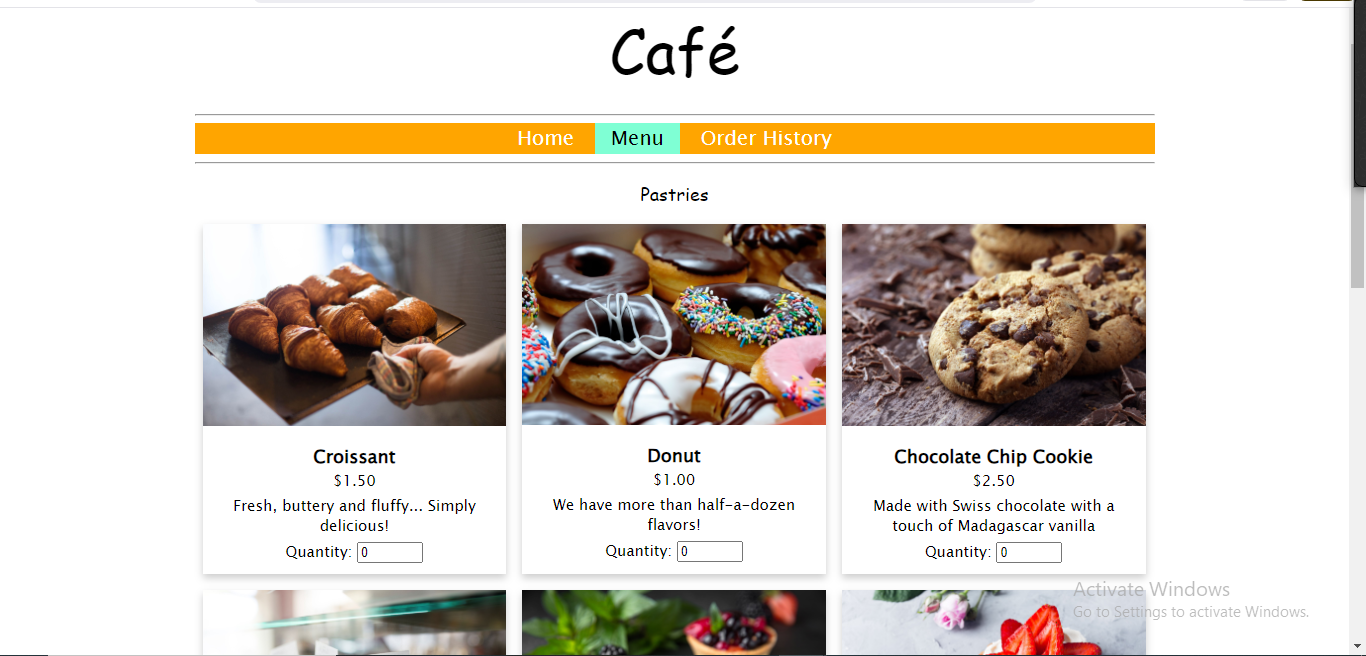 Café
Home Menu Order History
Pastries
Croissant
$1.50
Fresh, buttery and fluffy... Simply
delicious!
Quantity: 0
Donut
$1.00
We have more than half-a-dozen
flavors!
Quantity: 0
Chocolate Chip Cookie
$2.50
Made with Swiss chocolate with a
touch of Madagascar vanilla
Quantity: 0
Activate Windows
Go to Settings to activate Windows.